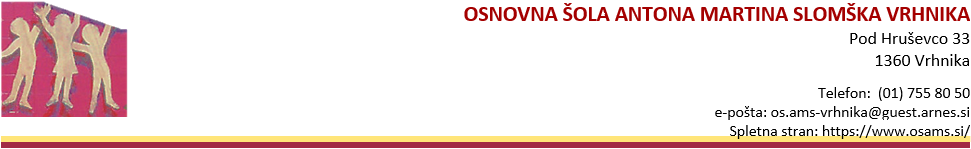 OSNOVNA ŠOLA ANTONA MARTINA SLOMŠKA VRHNIKA
Pod Hruševco 33
1360 Vrhnika
Telefon:  (01) 755 80 50
e-pošta: os.ams-vrhnika@guest.arnes.si
Spletna stran: https://www.osams.si/